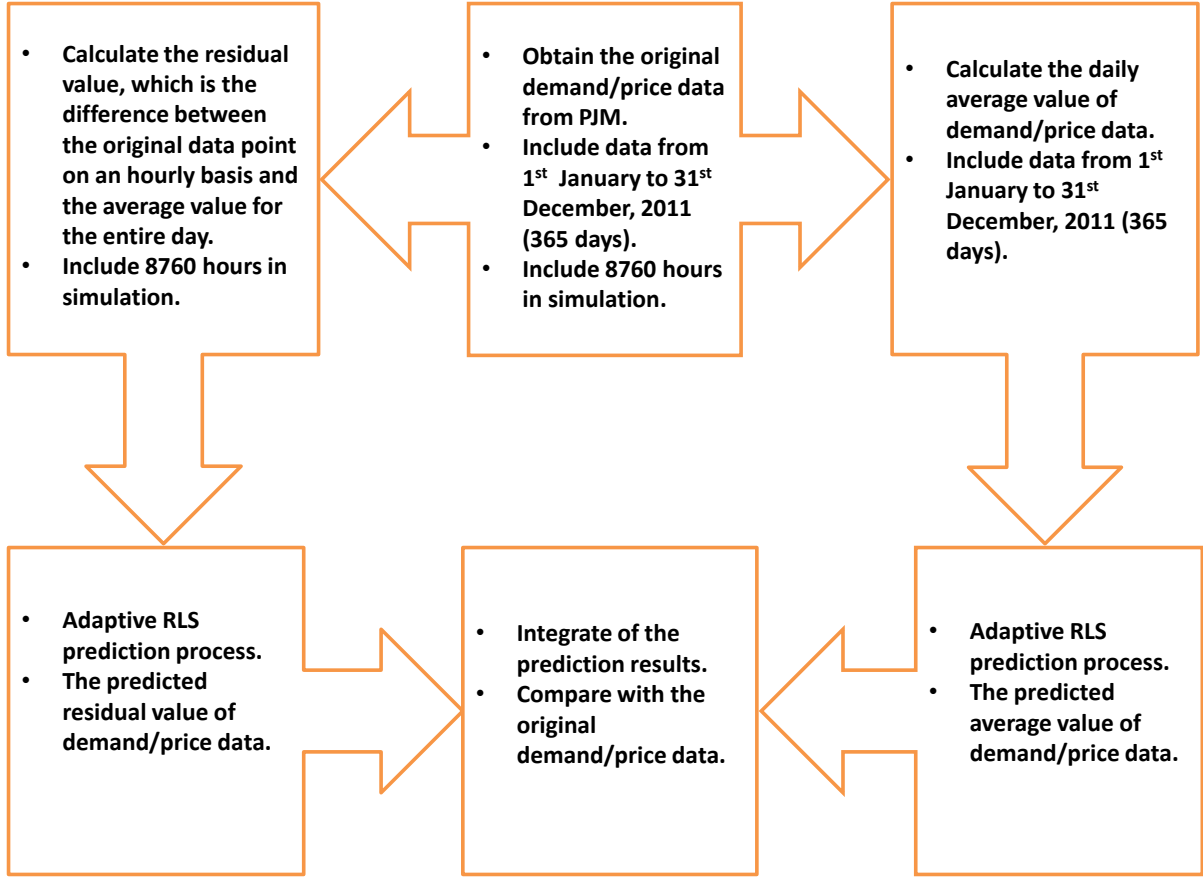 • Calculate the residual
value, which is the
difference between
the original data point
on an hourly basis and
the average value for
the entire day.
• Include 8760 hours in
simulation.
• Obtain the original
demand/price data
from PJM.
• Include data from
1st January to 31st
December, 2011
(365 days).
• Include 8760 hours
in simulation.
• Calculate the daily
average value of
demand/price data.
• Include data from 1st
January to 31st
December, 2011 (365
days).
• Adaptive RLS
prediction process.
• The predicted
residual value of
demand/price data.
• Integrate of the
prediction results.
• Compare with the
original
demand/price data.
• Adaptive RLS
prediction process.
• The predicted
average value of
demand/price data.